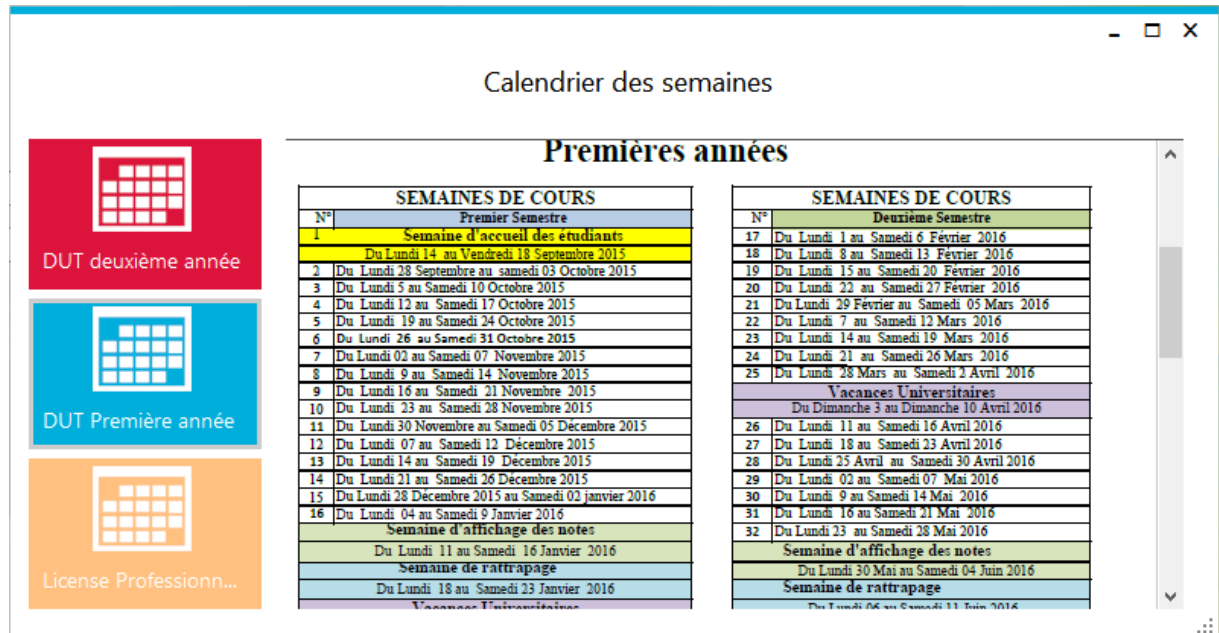 Calendrier des semaines
DUT deuxième année
DUT Première année
License Professionn...
Premières années
SEMAINES DE COURS
N° Premier Semestre
1 Semaine d'accueil des étudiants
Du Lundi 14 au Vendredi 18 Septembre 2015
2 Du Lundi 28 Septembre au samedi 03 Octobre 2015
3 Du Lundi 5 au Samedi 10 Octobre 2015
4 Du Lundi 12 au Samedi 17 Octobre 2015
5 Du Lundi 19 au Samedi 24 Octobre 2015
6 Du Lundi 26 au Samedi 31 Octobre 2015
7 Du Lundi 02 au Samedi 07 Novembre 2015
8 Du Lundi 9 au Samedi 14 Novembre 2015
9 Du Lundi 16 au Samedi 21 Novembre 2015
10 Du Lundi 23 au Samedi 28 Novembre 2015
11 Du Lundi 30 Novembre au Samedi 05 Décembre 2015
12 Du Lundi 07 au Samedi 12 Décembre 2015
13 Du Lundi 14 au Samedi 19 Décembre 2015
14 Du Lundi 21 au Samedi 26 Décembre 2015
15 Du Lundi 28 Décembre 2015 au Samedi 02 janvier 2016
16 Du Lundi 04 au Samedi 9 Janvier 2016
Semaine d'affichage des notes
Du Lundi 11 au Samedi 16 Janvier 2016
Semaine de rattrapage
Du Lundi 18 au Samedi 23 Janvier 2016
Vacances Universitaires
SEMAINES DE COURS
N° Deuxième Semestre
17 Du Lundi 1 au Samedi 6 Février 2016
18 Du Lundi 8 au Samedi 13 Février 2016
19 Du Lundi 15 au Samedi 20 Février 2016
20 Du Lundi 22 au Samedi 27 Février 2016
21 Du Lundi 29 Février au Samedi 05 Mars 2016
22 Du Lundi 7 au Samedi 12 Mars 2016
23 Du Lundi 14 au Samedi 19 Mars 2016
24 Du Lundi 21 au Samedi 26 Mars 2016
25 Du Lundi 28 Mars au Samedi 2 Avril 2016
Vacances Universitaires
Du Dimanche 3 au Dimanche 10 Avril 2016
26 Du Lundi 11 au Samedi 16 Avril 2016
27 Du Lundi 18 au Samedi 23 Avril 2016
28 Du Lundi 25 Avril au Samedi 30 Avril 2016
29 Du Lundi 02 au Samedi 07 Mai 2016
30 Du Lundi 9 au Samedi 14 Mai 2016
31 Du Lundi 16 au Samedi 21 Mai 2016
32 Du Lundi 23 au Samedi 28 Mai 2016
Semaine d'affichage des notes
Du Lundi 30 Mai au Samedi 04 Juin 2016
Semaine de rattrapage
Du Lundi 06 au Samedi 11 Juin 2016